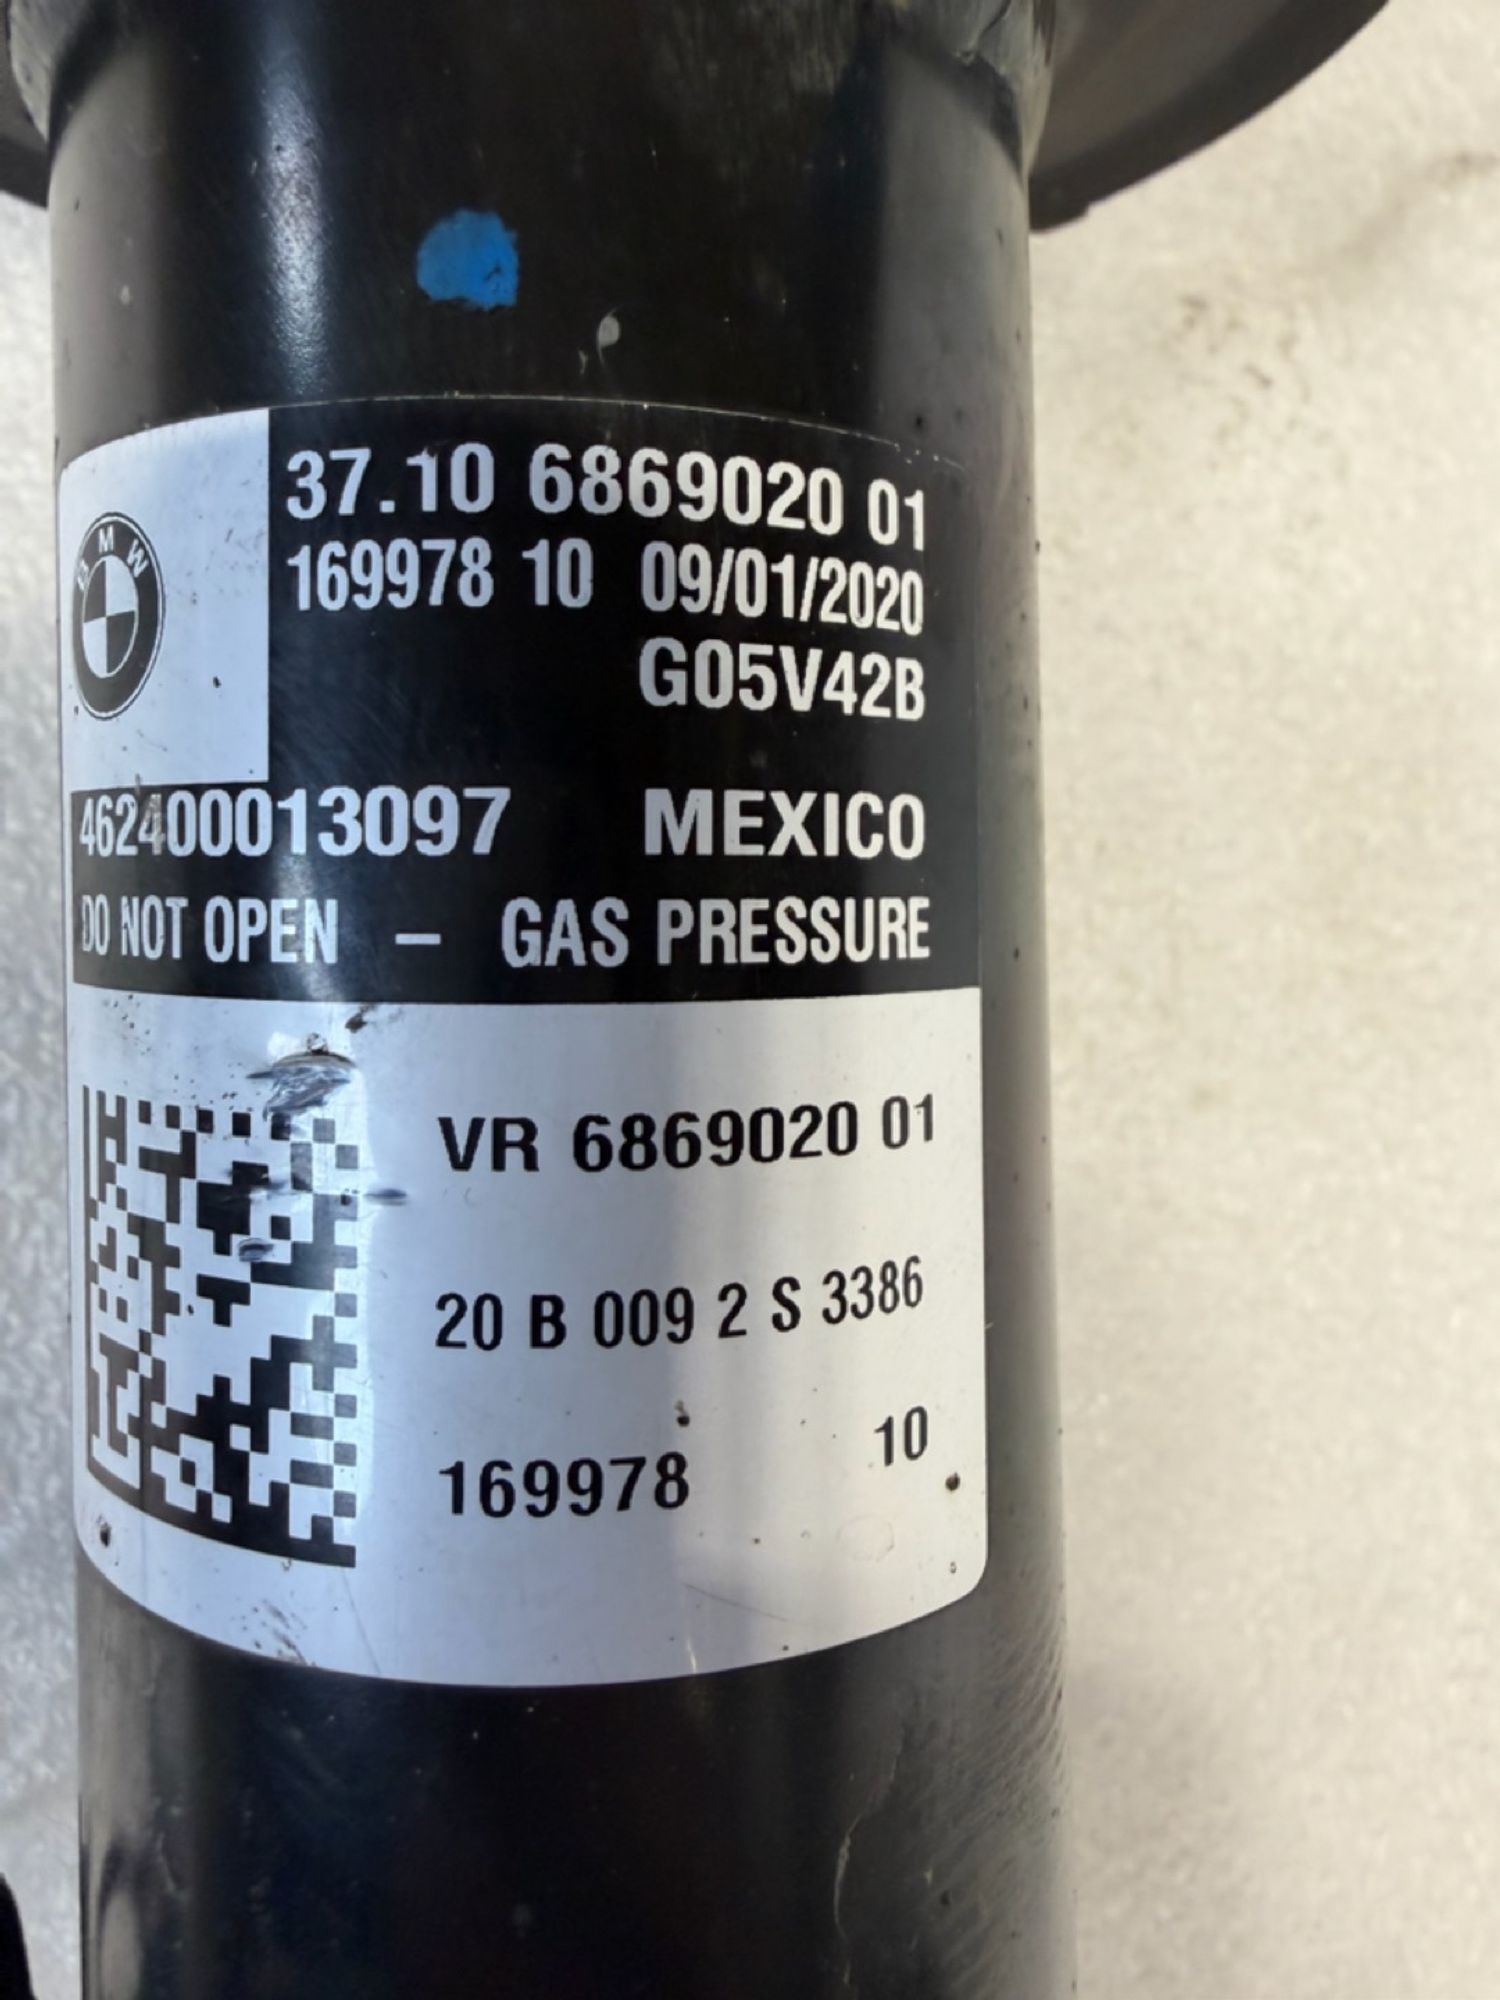 BMW
37.10 6869020 01
169978 10 09/01/2020
G05V42B
462400013097 MEXICO
DO NOT OPEN – GAS PRESSURE
VR 6869020 01
20 B 009 2 S 3386
169978 10